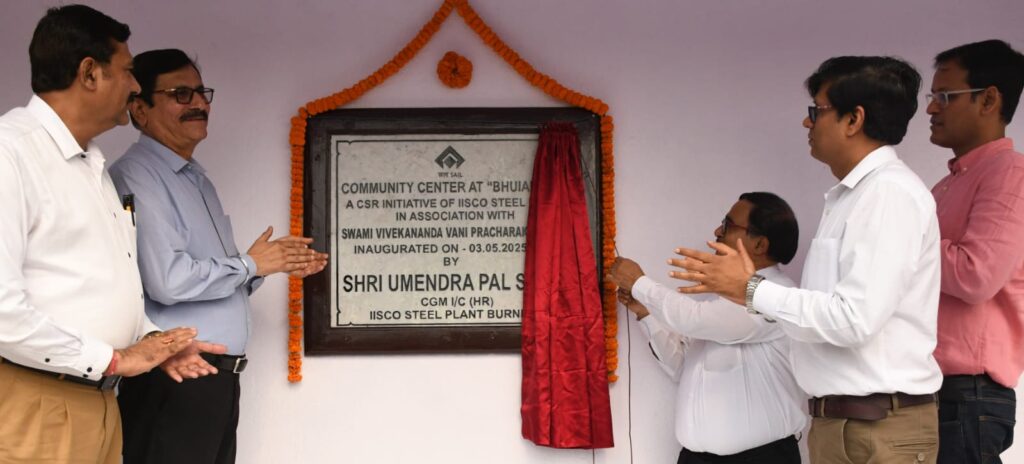 सेल SAIL
COMMUNITY CENTER AT "BHUIA
A CSR INITIATIVE OF IISCO STEEL
IN ASSOCIATION WITH
SWAMI VIVEKANANDA VANI PRACHARAK
INAUGURATED ON - 03.05.2025
BY
SHRI UMENDRA PAL S
CGM I/C (HR)
IISCO STEEL PLANT BURN